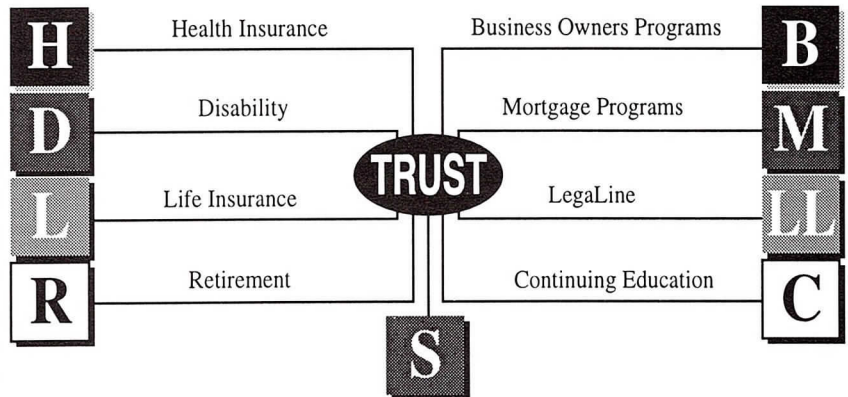 H Health Insurance Business Owners Programs B
D Disability Mortgage Programs M
TRUST
L Life Insurance LegaLine LL
R Retirement Continuing Education C
S